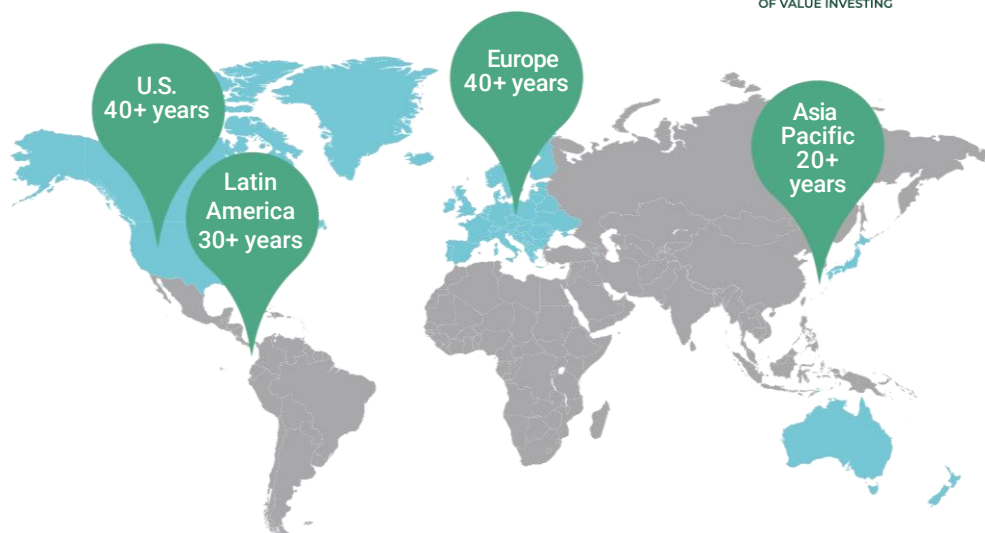 OF VALUE INVESTING
U.S.
40+ years
Europe
40+ years
Asia
Pacific
20+
years
Latin
America
30+ years